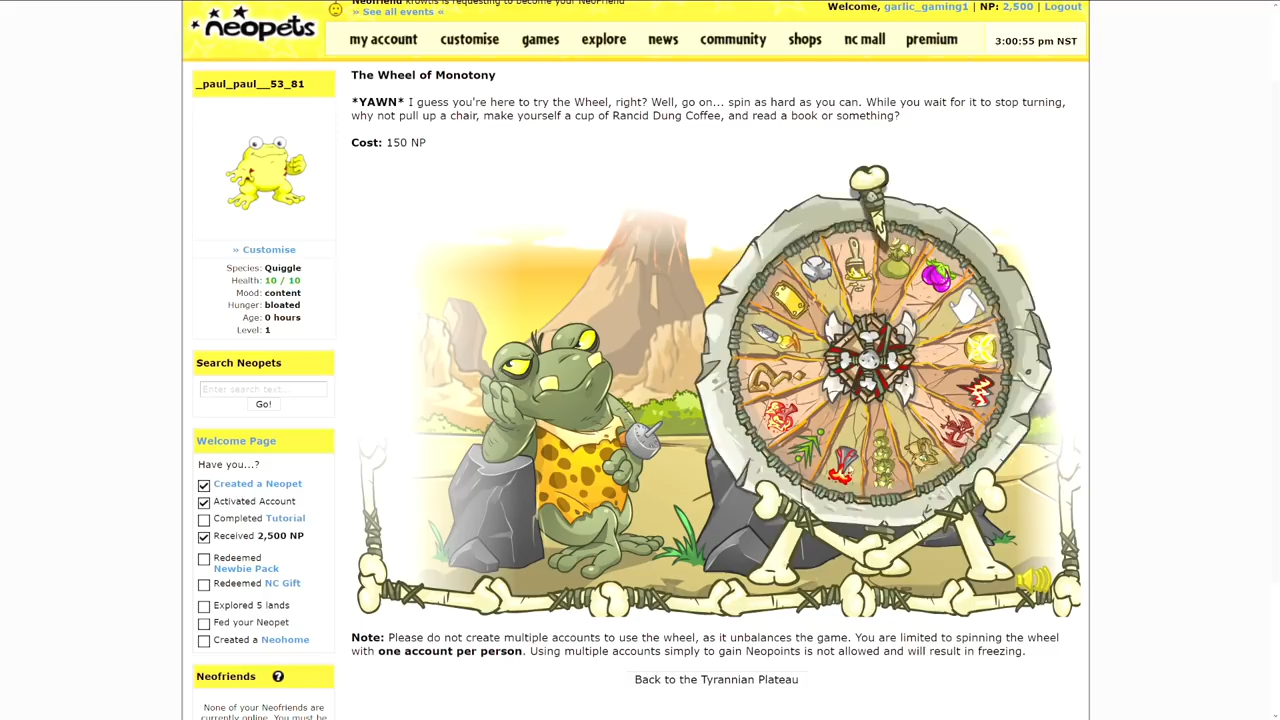 Neofriend krowtis is requesting to become your NeoFriend
» See all events «
Welcome, garlic_gaming1 | NP: 2,500 | Logout
neopets
my account customise games explore news community shops nc mall premium
3:00:55 pm NST
_paul_paul__53_81
» Customise
Species: Quiggle
Health: 10 / 10
Mood: content
Hunger: bloated
Age: 0 hours
Level: 1
Search Neopets
Enter search text...
Go!
Welcome Page
Have you...?
Created a Neopet
Activated Account
Completed Tutorial
Received 2,500 NP
Redeemed
Newbie Pack
Redeemed NC Gift
Explored 5 lands
Fed your Neopet
Created a Neohome
Neofriends ?
None of your Neofriends are
currently online. You must be
The Wheel of Monotony
*YAWN* I guess you're here to try the Wheel, right? Well, go on... spin as hard as you can. While you wait for it to stop turning,
why not pull up a chair, make yourself a cup of Rancid Dung Coffee, and read a book or something?
Cost: 150 NP
Note: Please do not create multiple accounts to use the wheel, as it unbalances the game. You are limited to spinning the wheel
with one account per person. Using multiple accounts simply to gain Neopoints is not allowed and will result in freezing.
Back to the Tyrannian Plateau